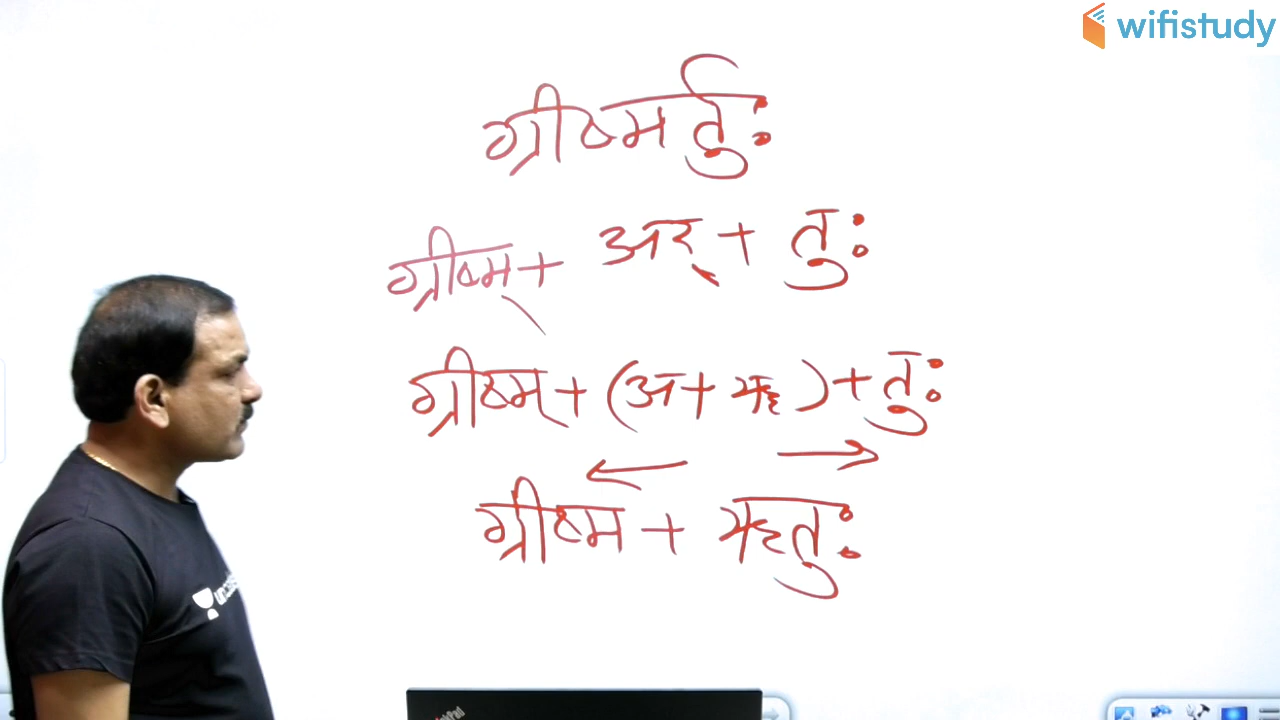 wifistudy
ग्रीष्मर्तुः
ग्रीष्म् + अर् + तुः
ग्रीष्म् + (अ + ऋ) + तुः
ग्रीष्म + ऋतुः